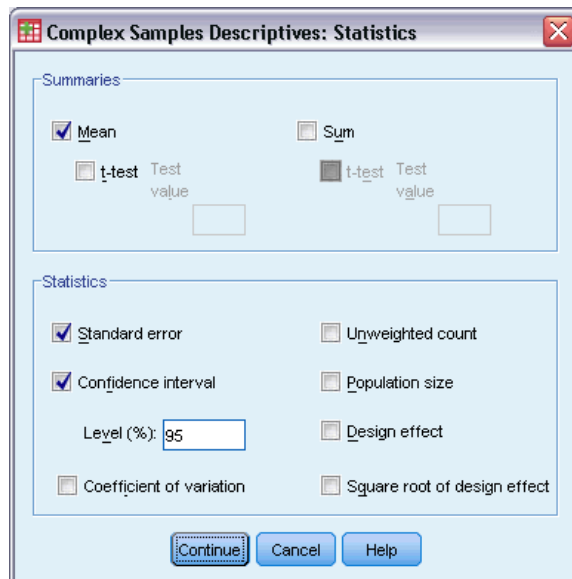 Complex Samples Descriptives: Statistics
Summaries
Mean
Sum
t-test Test value
t-test Test value
Statistics
Standard error
Unweighted count
Confidence interval
Population size
Level (%): 95
Design effect
Coefficient of variation
Square root of design effect
Continue Cancel Help